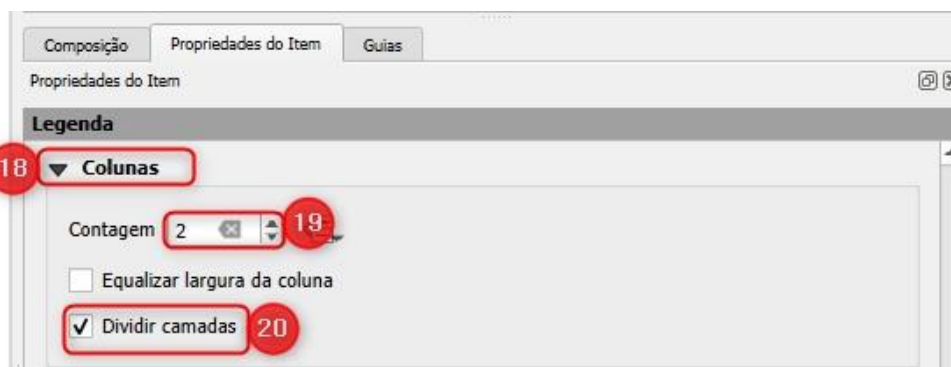 Composição Propriedades do Item Guias
Propriedades do Item
Legenda
18 Colunas
Contagem 2 19
Equalizar largura da coluna
Dividir camadas 20